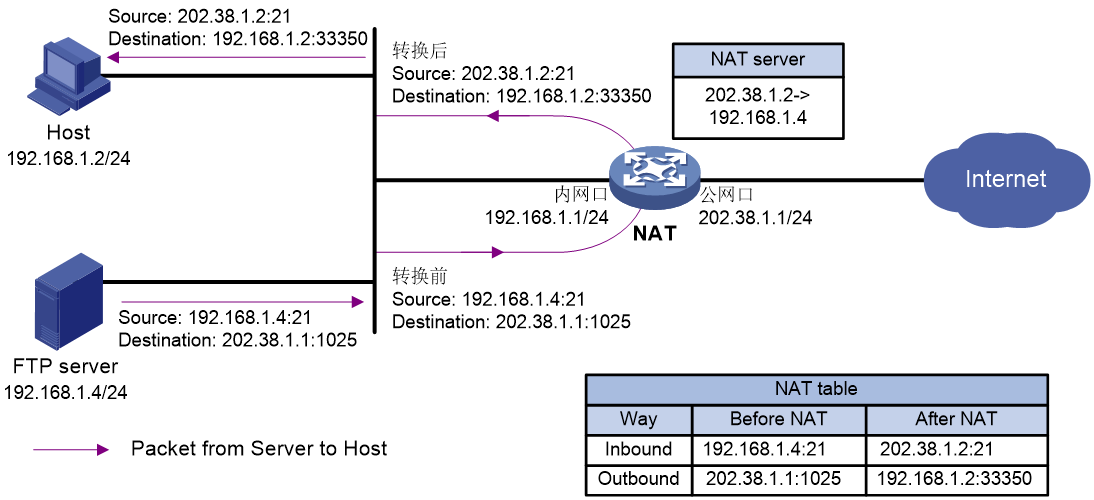 Source: 202.38.1.2:21
Destination: 192.168.1.2:33350
Host
192.168.1.2/24
转换后
Source: 202.38.1.2:21
Destination: 192.168.1.2:33350
NAT server
202.38.1.2->
192.168.1.4
内网口
192.168.1.1/24
NAT
公网口
202.38.1.1/24
Internet
转换前
Source: 192.168.1.4:21
Destination: 202.38.1.1:1025
Source: 192.168.1.4:21
Destination: 202.38.1.1:1025
FTP server
192.168.1.4/24
Packet from Server to Host
NAT table
Way Before NAT After NAT
Inbound 192.168.1.4:21 202.38.1.2:21
Outbound 202.38.1.1:1025 192.168.1.2:33350